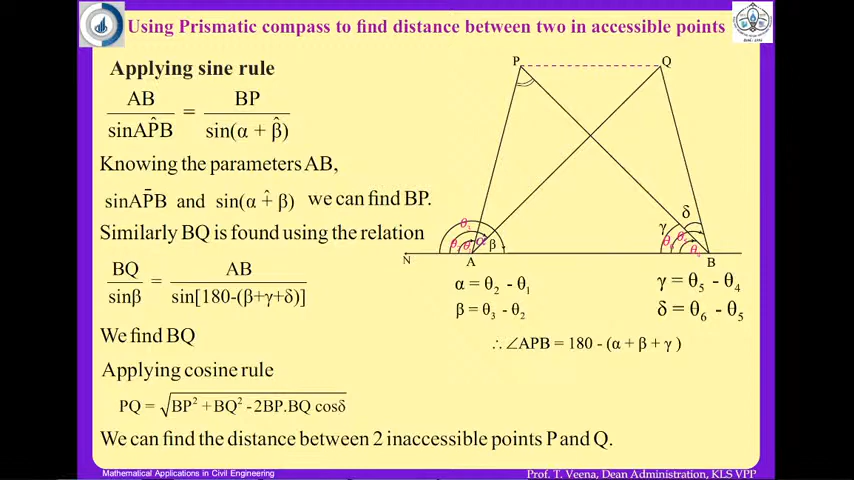 Using Prismatic compass to find distance between two in accessible points
Applying sine rule
AB / sinAP̂B = BP / sin(α + β̂)
Knowing the parameters AB,
sinAP̄B and sin(α +̂ β) we can find BP.
Similarly BQ is found using the relation
BQ / sinβ = AB / sin[180-(β+γ+δ)]
We find BQ
Applying cosine rule
PQ = √BP² + BQ² - 2BP.BQ cosδ
We can find the distance between 2 inaccessible points P and Q.
P Q
δ
γ
β
N A B
α = θ₂ - θ₁
β = θ₃ - θ₂
γ = θ₅ - θ₄
δ = θ₆ - θ₅
∴ ∠APB = 180 - (α + β + γ )
Mathematical Applications in Civil Engineering
Prof. T. Veena, Dean Administration, KLS VPP